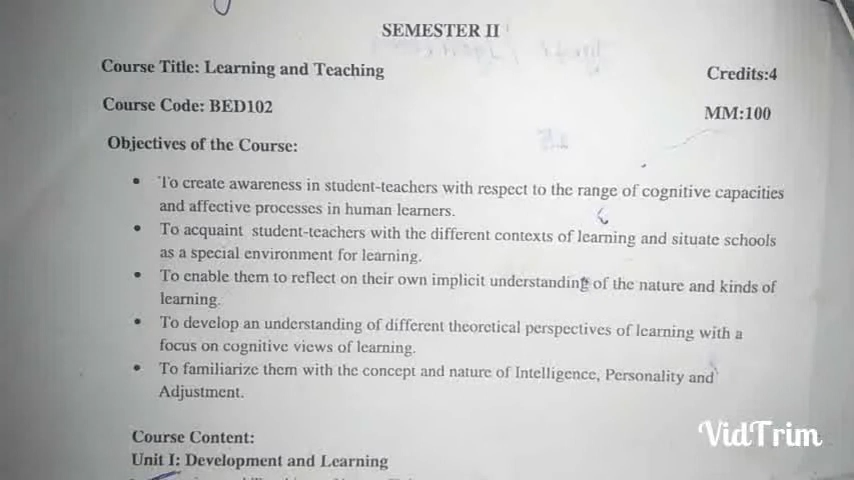 SEMESTER II
Course Title: Learning and Teaching Credits:4
Course Code: BED102 MM:100
Objectives of the Course:
• To create awareness in student-teachers with respect to the range of cognitive capacities
and affective processes in human learners.
• To acquaint student-teachers with the different contexts of learning and situate schools
as a special environment for learning.
• To enable them to reflect on their own implicit understanding of the nature and kinds of
learning.
• To develop an understanding of different theoretical perspectives of learning with a
focus on cognitive views of learning.
• To familiarize them with the concept and nature of Intelligence, Personality and
Adjustment.
Course Content:
Unit I: Development and Learning
VidTrim